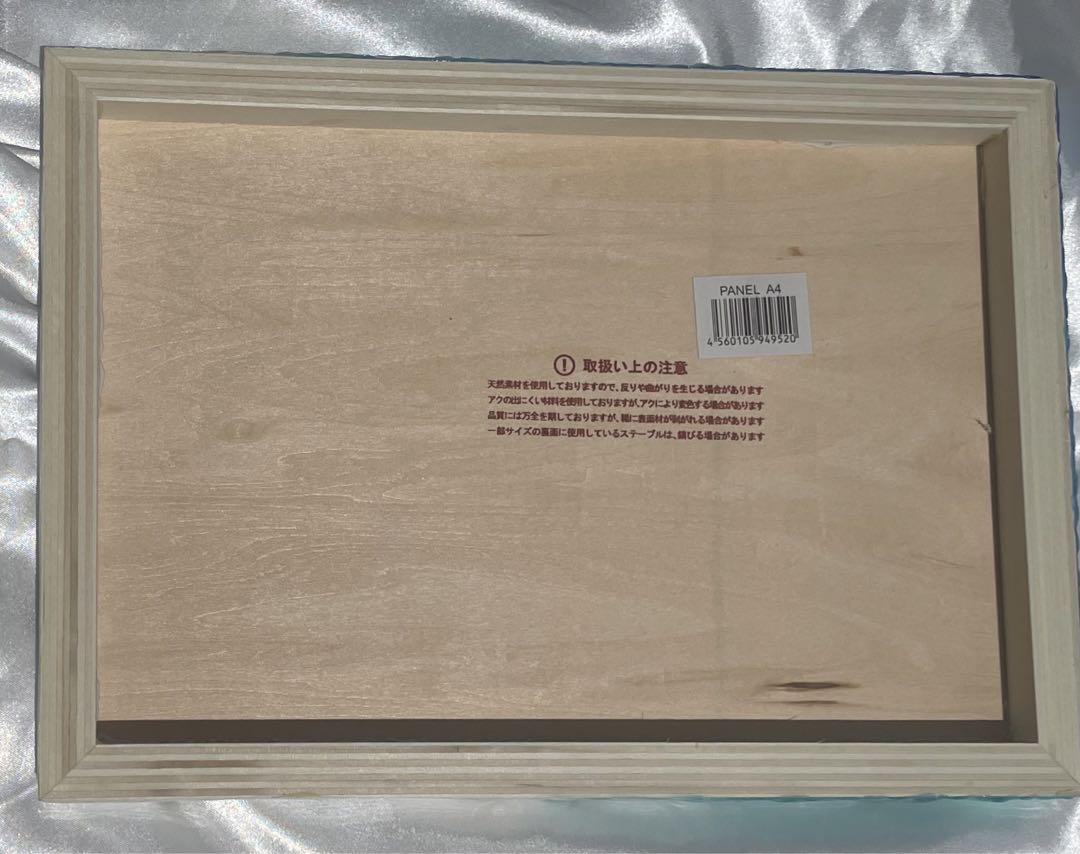 PANEL A4
4 560105 949520
! 取扱い上の注意
天然素材を使用しておりますので、反りや曲がりを生じる場合があります
アクの出にくい材料を使用しておりますが、アクにより変色する場合があります
品質には万全を期しておりますが、稀に表面材が剥がれる場合があります
一部サイズの裏面に使用しているステープルは、錆びる場合があります